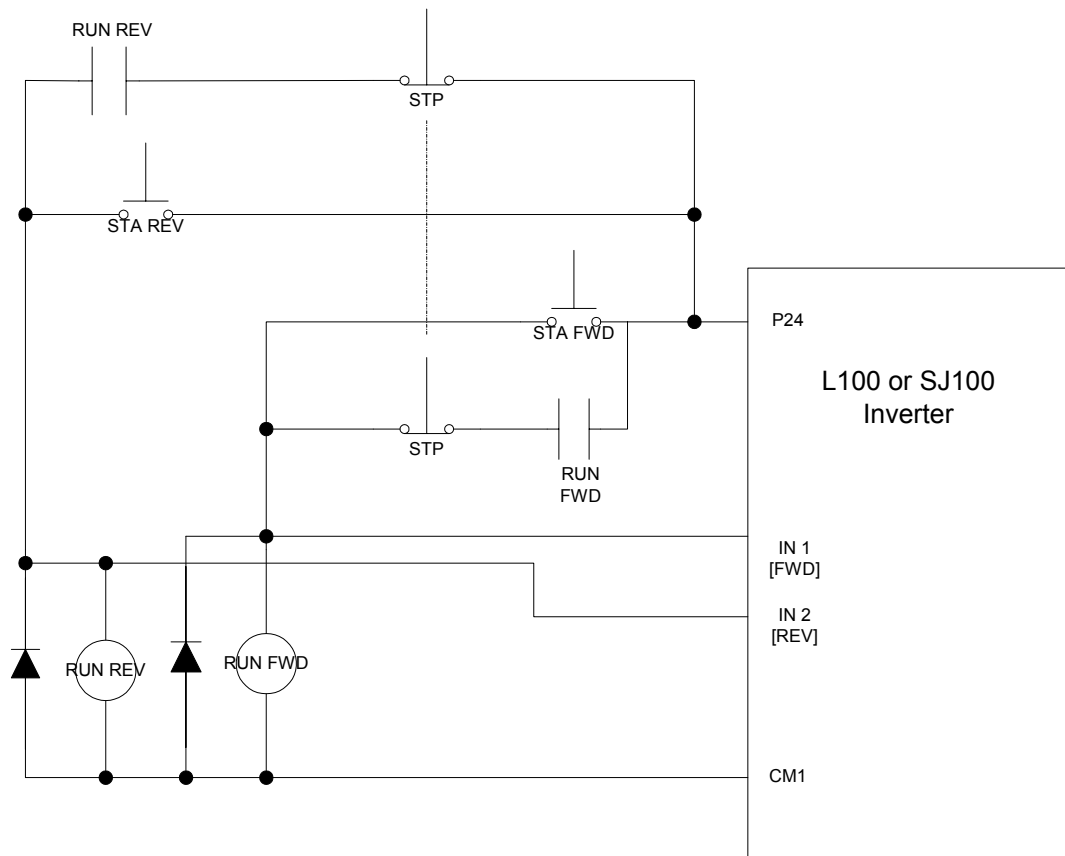 RUN REV
STP
STA REV
STA FWD
P24
L100 or SJ100
Inverter
STP
RUN
FWD
IN 1
[FWD]
IN 2
[REV]
RUN REV
RUN FWD
CM1